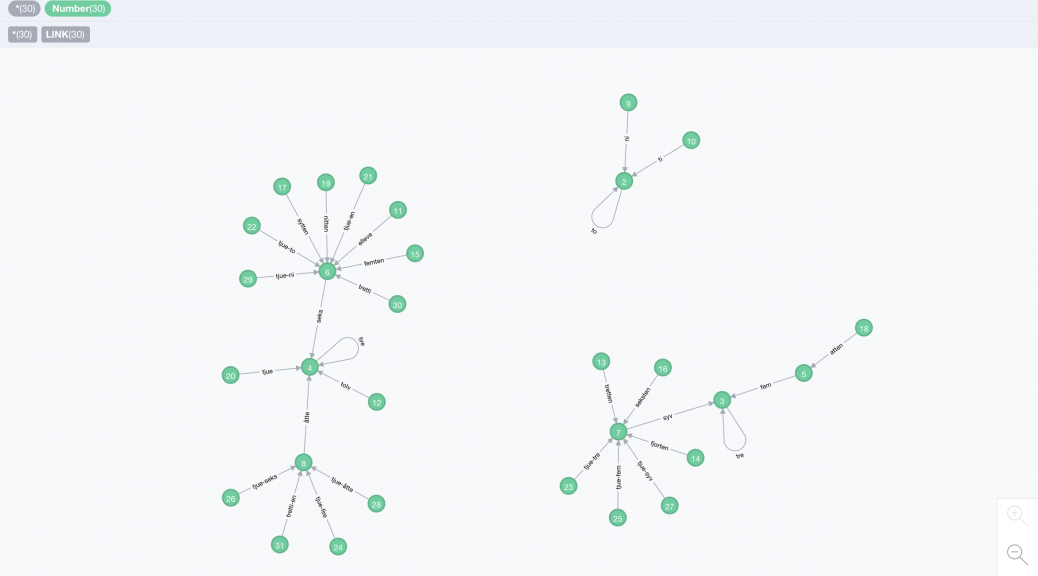 *(30) Number(30)
*(30) LINK(30)
9
ni
10
ti
2
to
17
19
21
11
22
15
29
30
6
sytten
nitten
tjue-en
elleve
tjue-to
femten
tjue-ni
tretti
seks
fire
20
tjue
4
tolv
12
åtte
8
26
tjue-seks
31
tretti-en
24
tjue-fire
28
tjue-åtte
18
atten
5
fem
3
tre
syv
13
tretten
16
seksten
7
fjorten
14
23
tjue-tre
25
tjue-fem
27
tjue-syv